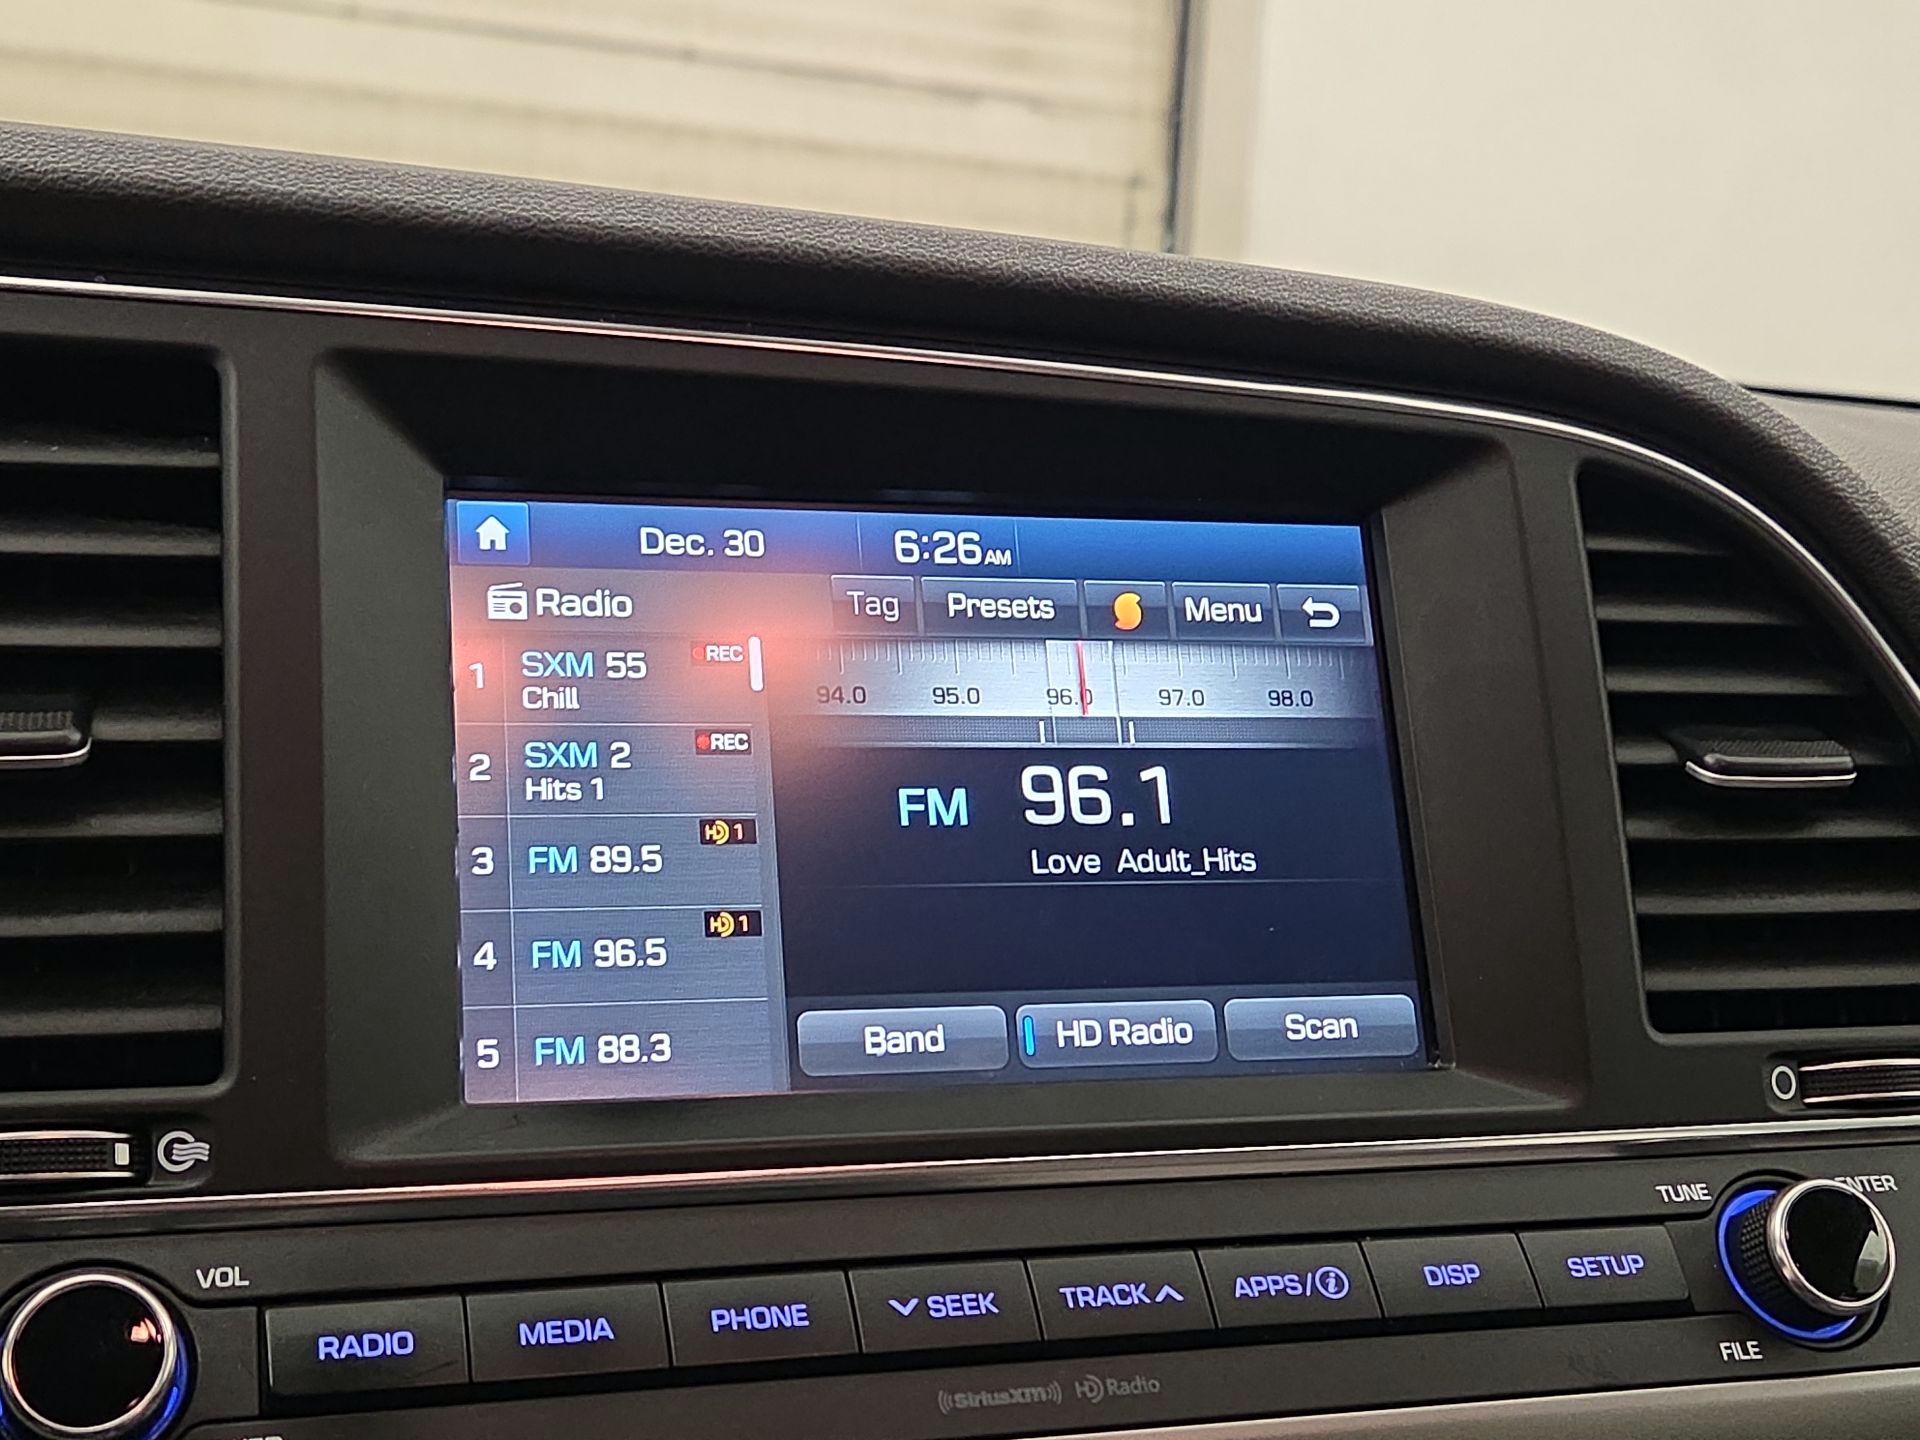 Dec. 30 6:26 AM
Radio Tag Presets Menu
1 SXM 55 REC
Chill
2 SXM 2 REC
Hits 1
3 FM 89.5 HD 1
4 FM 96.5 HD 1
5 FM 88.3
94.0 95.0 96.0 97.0 98.0
FM 96.1
Love Adult_Hits
Band HD Radio Scan
VOL
RADIO MEDIA PHONE SEEK TRACK APPS/i DISP SETUP
TUNE ENTER
FILE
SiriusXM HD Radio